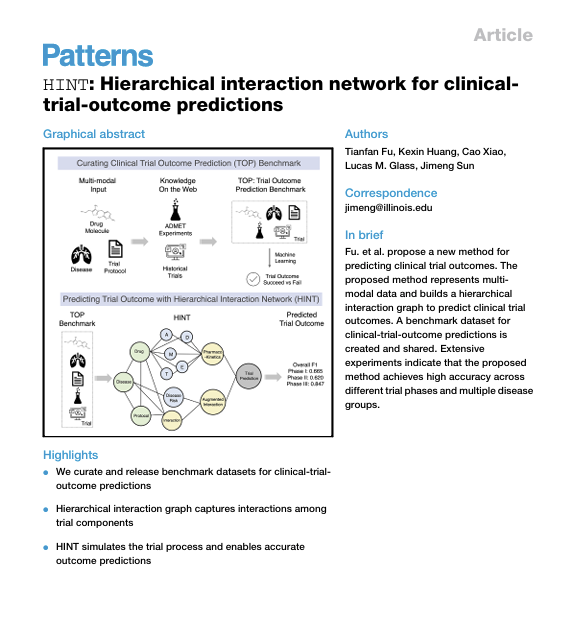 Article
Patterns
HINT: Hierarchical interaction network for clinical-
trial-outcome predictions
Graphical abstract
Curating Clinical Trial Outcome Prediction (TOP) Benchmark
Multi-modal
Input
Knowledge
On the Web
TOP: Trial Outcome
Prediction Benchmark
Drug
Molecule
ADMET
Experiments
Trial
Disease
Trial
Protocol
Historical
Trials
Machine
Learning
Trial Outcome
Succeed vs Fail
Predicting Trial Outcome with Hierarchical Interaction Network (HINT)
TOP
Benchmark
HINT
Predicted
Trial Outcome
A
D
Drug
M
Pharmaco
-Kinetics
E
T
Disease
Trial
Prediction
Overall F1
Phase I: 0.665
Phase II: 0.620
Phase III: 0.847
Disease
Risk
Augmented
Interaction
Protocol
Interaction
Trial
Authors
Tianfan Fu, Kexin Huang, Cao Xiao,
Lucas M. Glass, Jimeng Sun
Correspondence
jimeng@illinois.edu
In brief
Fu. et al. propose a new method for
predicting clinical trial outcomes. The
proposed method represents multi-
modal data and builds a hierarchical
interaction graph to predict clinical trial
outcomes. A benchmark dataset for
clinical-trial-outcome predictions is
created and shared. Extensive
experiments indicate that the proposed
method achieves high accuracy across
different trial phases and multiple disease
groups.
Highlights
• We curate and release benchmark datasets for clinical-trial-
outcome predictions
• Hierarchical interaction graph captures interactions among
trial components
• HINT simulates the trial process and enables accurate
outcome predictions